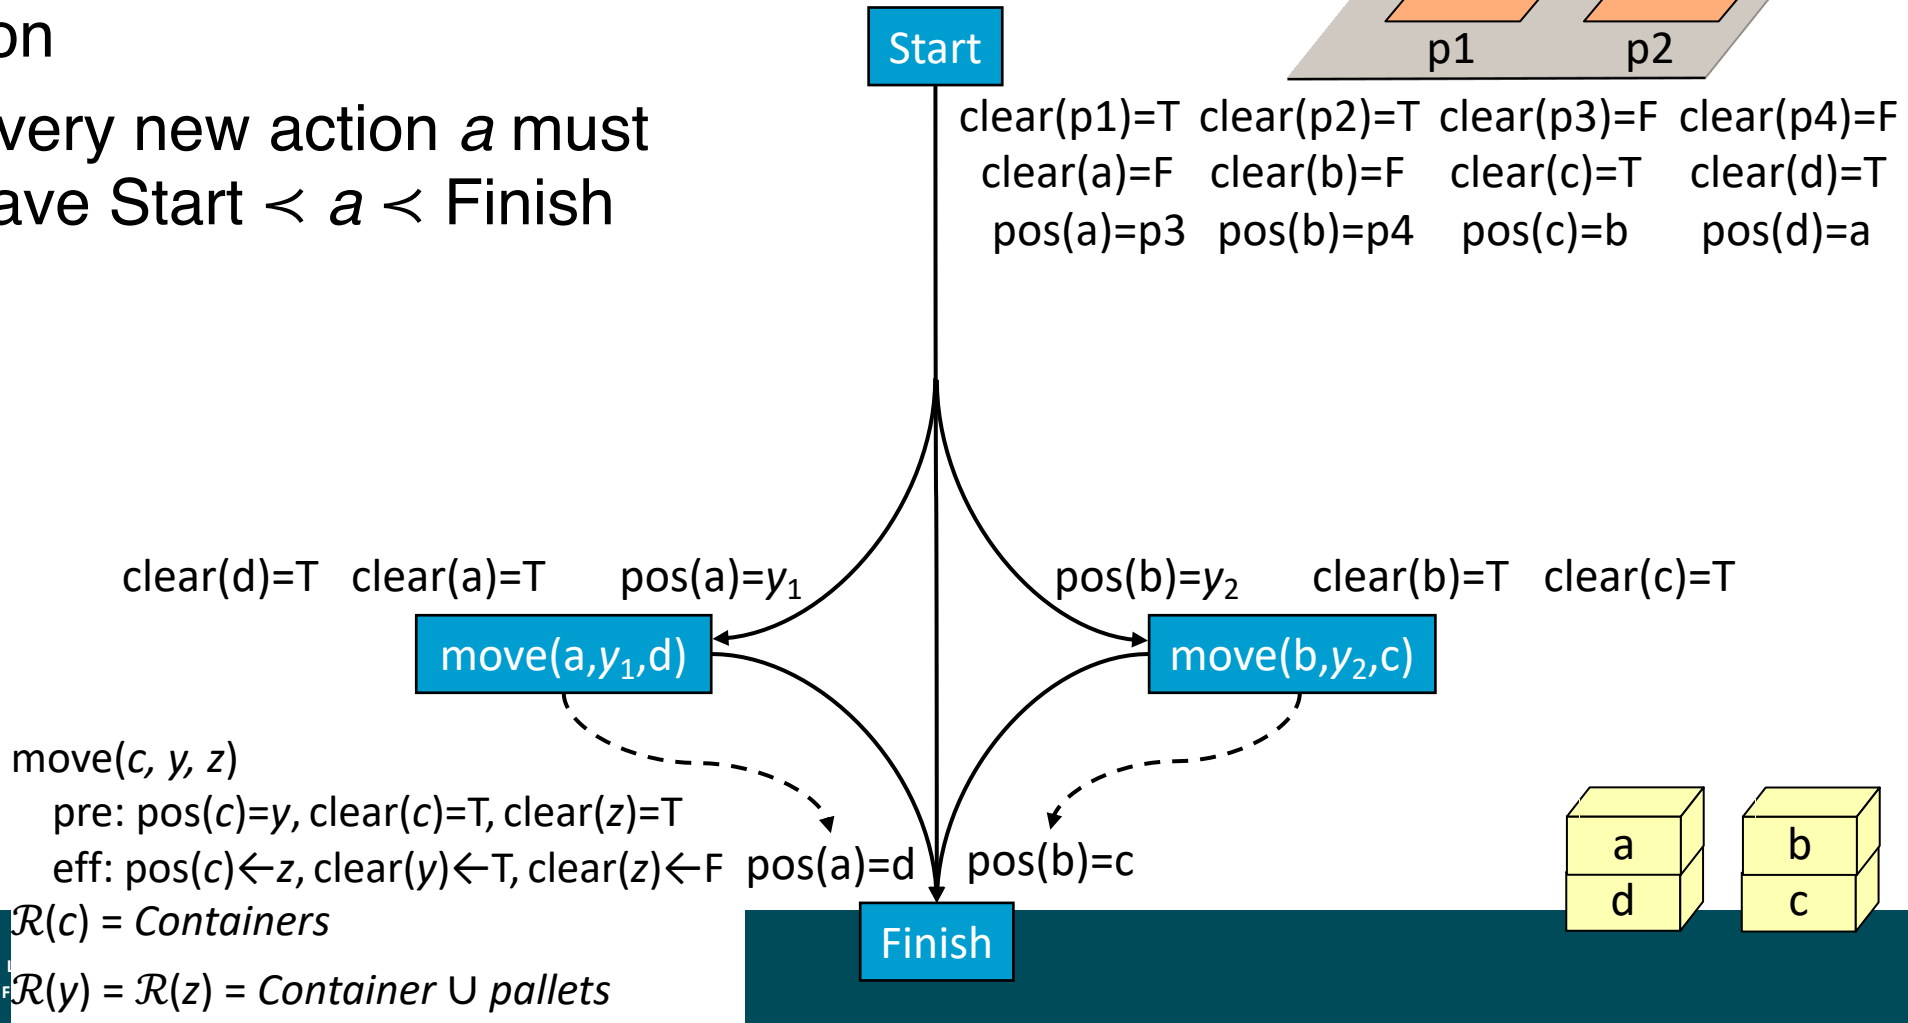 on
Start
p1 p2
very new action a must
ave Start ≺ a ≺ Finish
clear(p1)=T clear(p2)=T clear(p3)=F clear(p4)=F
clear(a)=F clear(b)=F clear(c)=T clear(d)=T
pos(a)=p3 pos(b)=p4 pos(c)=b pos(d)=a
clear(d)=T clear(a)=T pos(a)=y₁ pos(b)=y₂ clear(b)=T clear(c)=T
move(a,y₁,d) move(b,y₂,c)
move(c, y, z)
pre: pos(c)=y, clear(c)=T, clear(z)=T
eff: pos(c)←z, clear(y)←T, clear(z)←F
pos(a)=d pos(b)=c
a b
d c
ℛ(c) = Containers
Finish
ℛ(y) = ℛ(z) = Container ∪ pallets